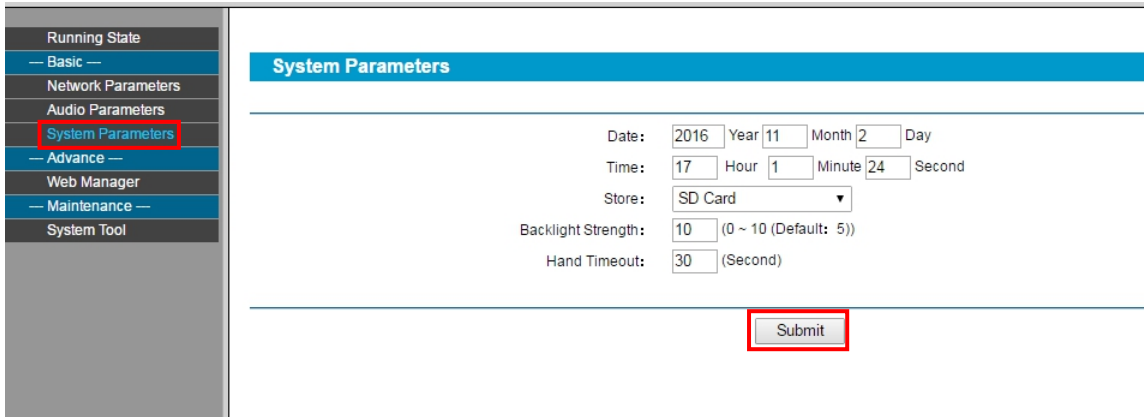 Running State
--- Basic ---
Network Parameters
Audio Parameters
System Parameters
--- Advance ---
Web Manager
--- Maintenance ---
System Tool
System Parameters
Date: 2016 Year 11 Month 2 Day
Time: 17 Hour 1 Minute 24 Second
Store: SD Card
Backlight Strength: 10 (0 ~ 10 (Default: 5))
Hand Timeout: 30 (Second)
Submit